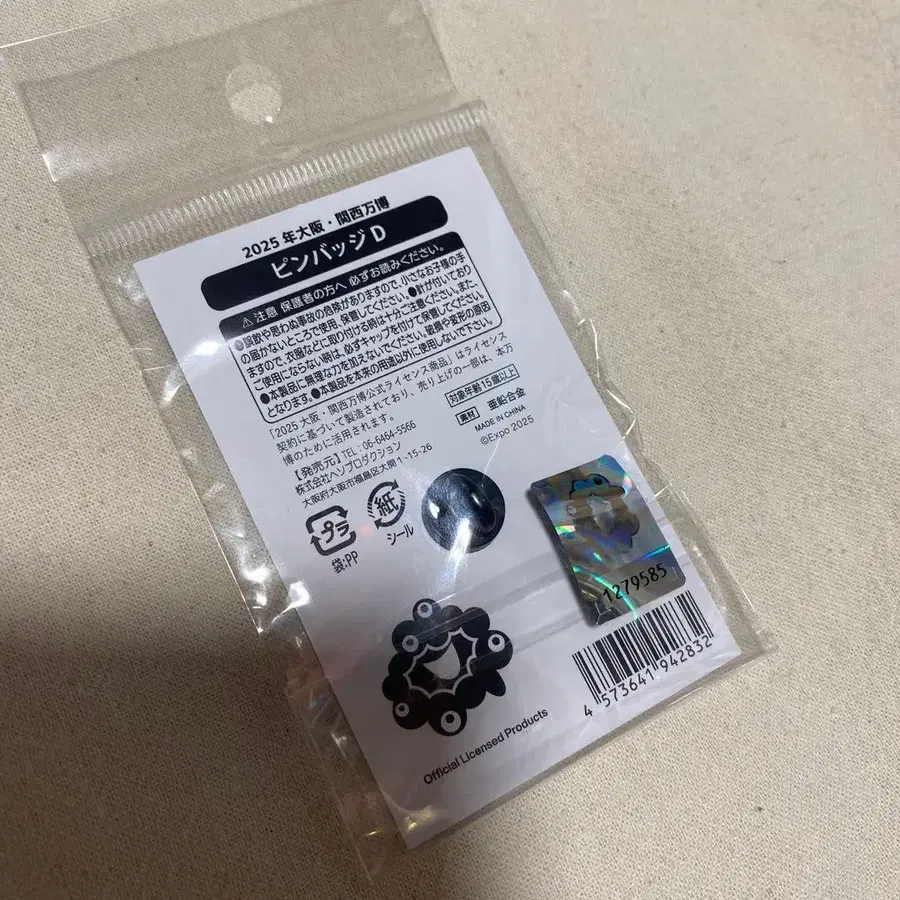 2025 年大阪・関西万博
ピンバッジ D
⚠ 注意 保護者の方へ 必ずお読みください。
●誤飲や思わぬ事故の危険がありますので、小さなお子様の手
の届かないところで使用、保管してください。●針が付いており
ますので、衣服などに取り付ける時は十分ご注意ください。また、
ご使用にならない時は、必ずキャップを付けて保管してください。
●本製品に無理な力を加えないでください。破損や変形の原因
となります。●本製品を本来の用途以外に使用しないで下さい。
「2025 大阪・関西万博公式ライセンス商品」はライセンス
契約に基づいて製造されており、売り上げの一部は、本万
博のために活用されます。
対象年齢 15歳以上
素材 亜鉛合金
MADE IN CHINA
©Expo 2025
【発売元】TEL：06-6464-5566
株式会社ヘソプロダクション
大阪府大阪市福島区大開 1-15-26
プラ
袋:PP
紙
シール
1279585
4 573641 942832
Official Licensed Products